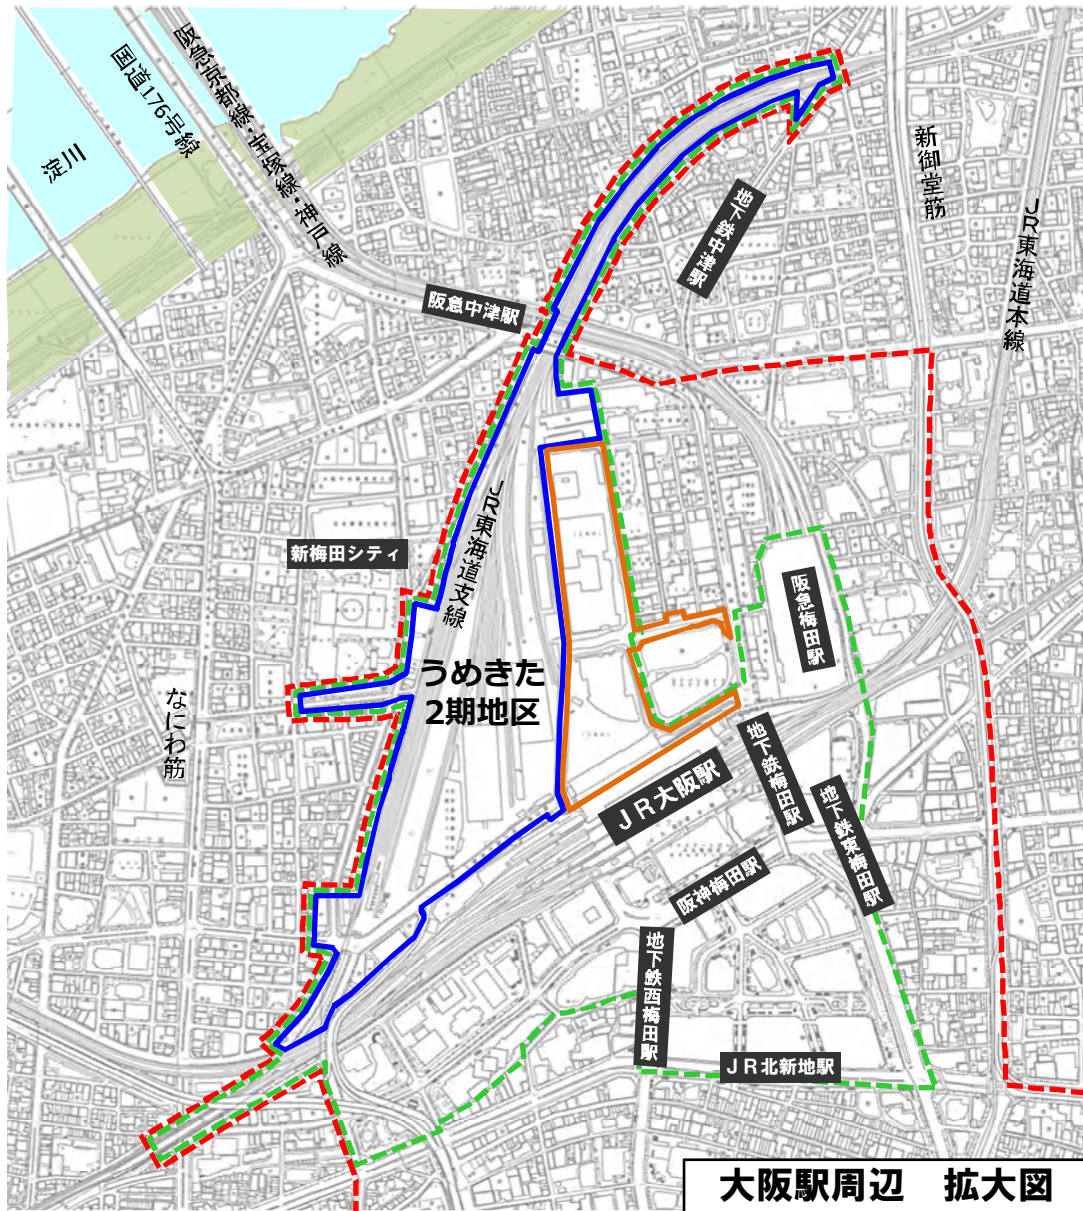 阪急京都線・宝塚線・神戸線
国道176号線
淀川
新御堂筋
地下鉄中津駅
JR東海道本線
阪急中津駅
JR東海道支線
新梅田シティ
阪急梅田駅
うめきた
2期地区
なにわ筋
地下鉄梅田駅
JR大阪駅
地下鉄東梅田駅
阪神梅田駅
地下鉄西梅田駅
JR北新地駅
大阪駅周辺　拡大図